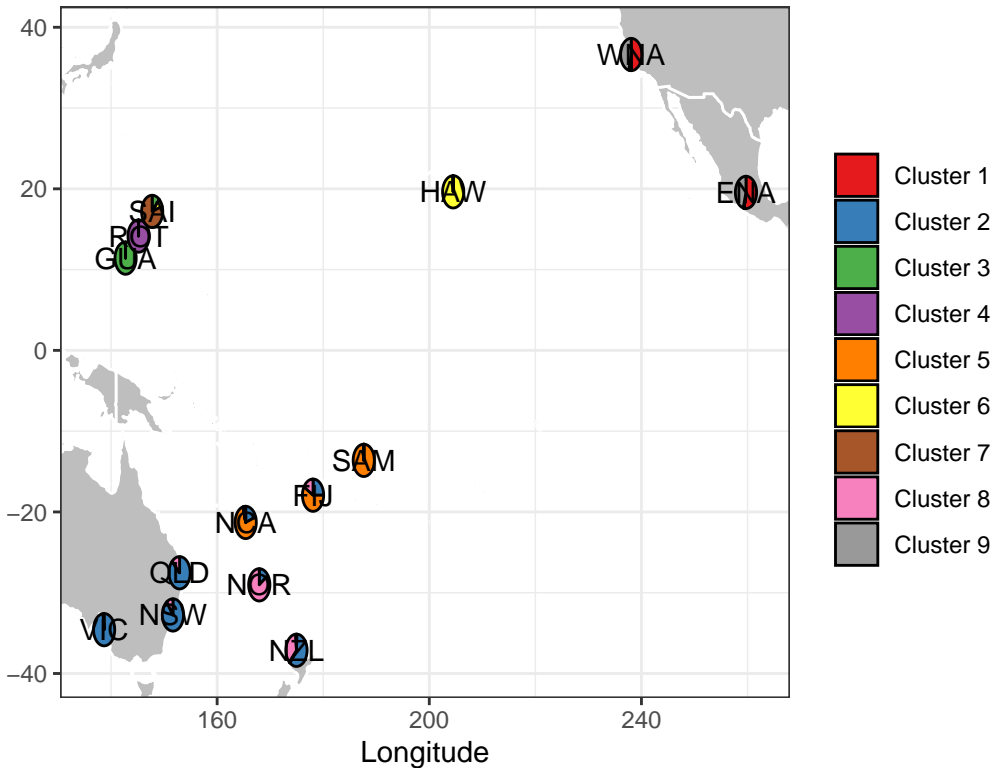 40
20
0
−20
−40
160
200
240
Longitude
WNA
HAW
ENA
SAI
ROT
GUA
SAM
FIJ
NCA
QLD
NOR
NSW
VIC
NZL
Cluster 1
Cluster 2
Cluster 3
Cluster 4
Cluster 5
Cluster 6
Cluster 7
Cluster 8
Cluster 9